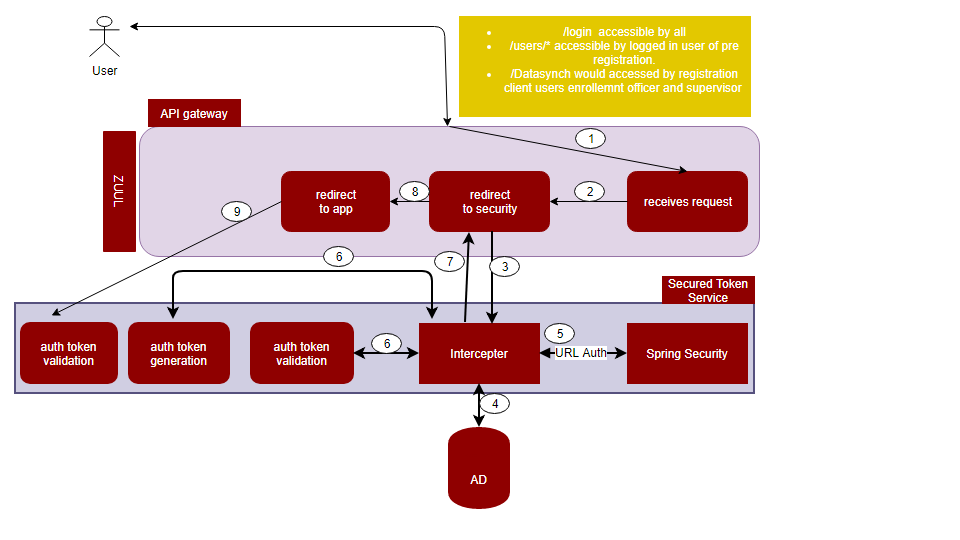 /login accessible by all
/users/* accessible by logged in user of pre
registration.
/Datasynch would accessed by registration
client users enrollemnt officer and supervisor
User
API gateway
ZUUL
1
redirect
to app
8
redirect
to security
2
receives request
9
6
7
3
Secured Token
Service
auth token
validation
auth token
generation
auth token
validation
6
Intercepter
5
URL Auth
Spring Security
4
AD